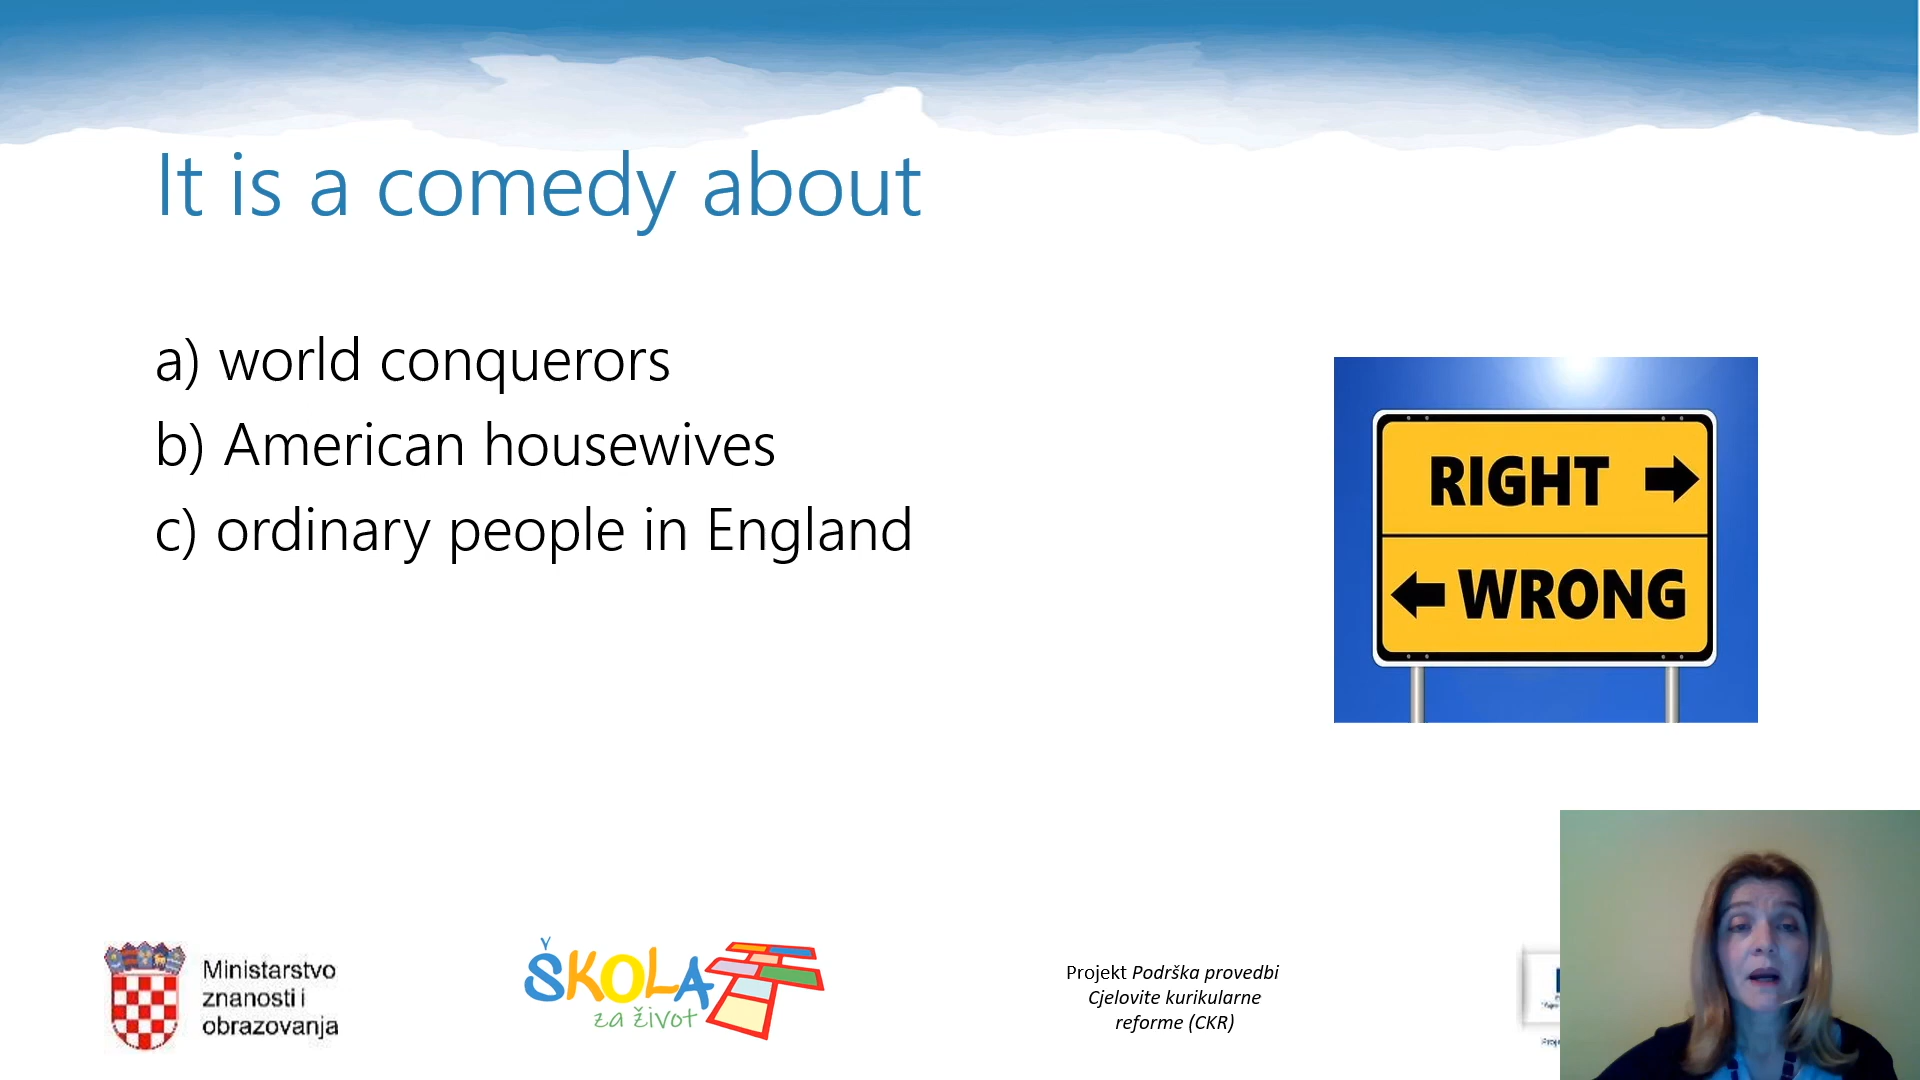 It is a comedy about
a) world conquerors
b) American housewives
c) ordinary people in England
RIGHT
WRONG
Ministarstvo
znanosti i
obrazovanja
ŠKOLA
za život
Projekt Podrška provedbi
Cjelovite kurikularne
reforme (CKR)